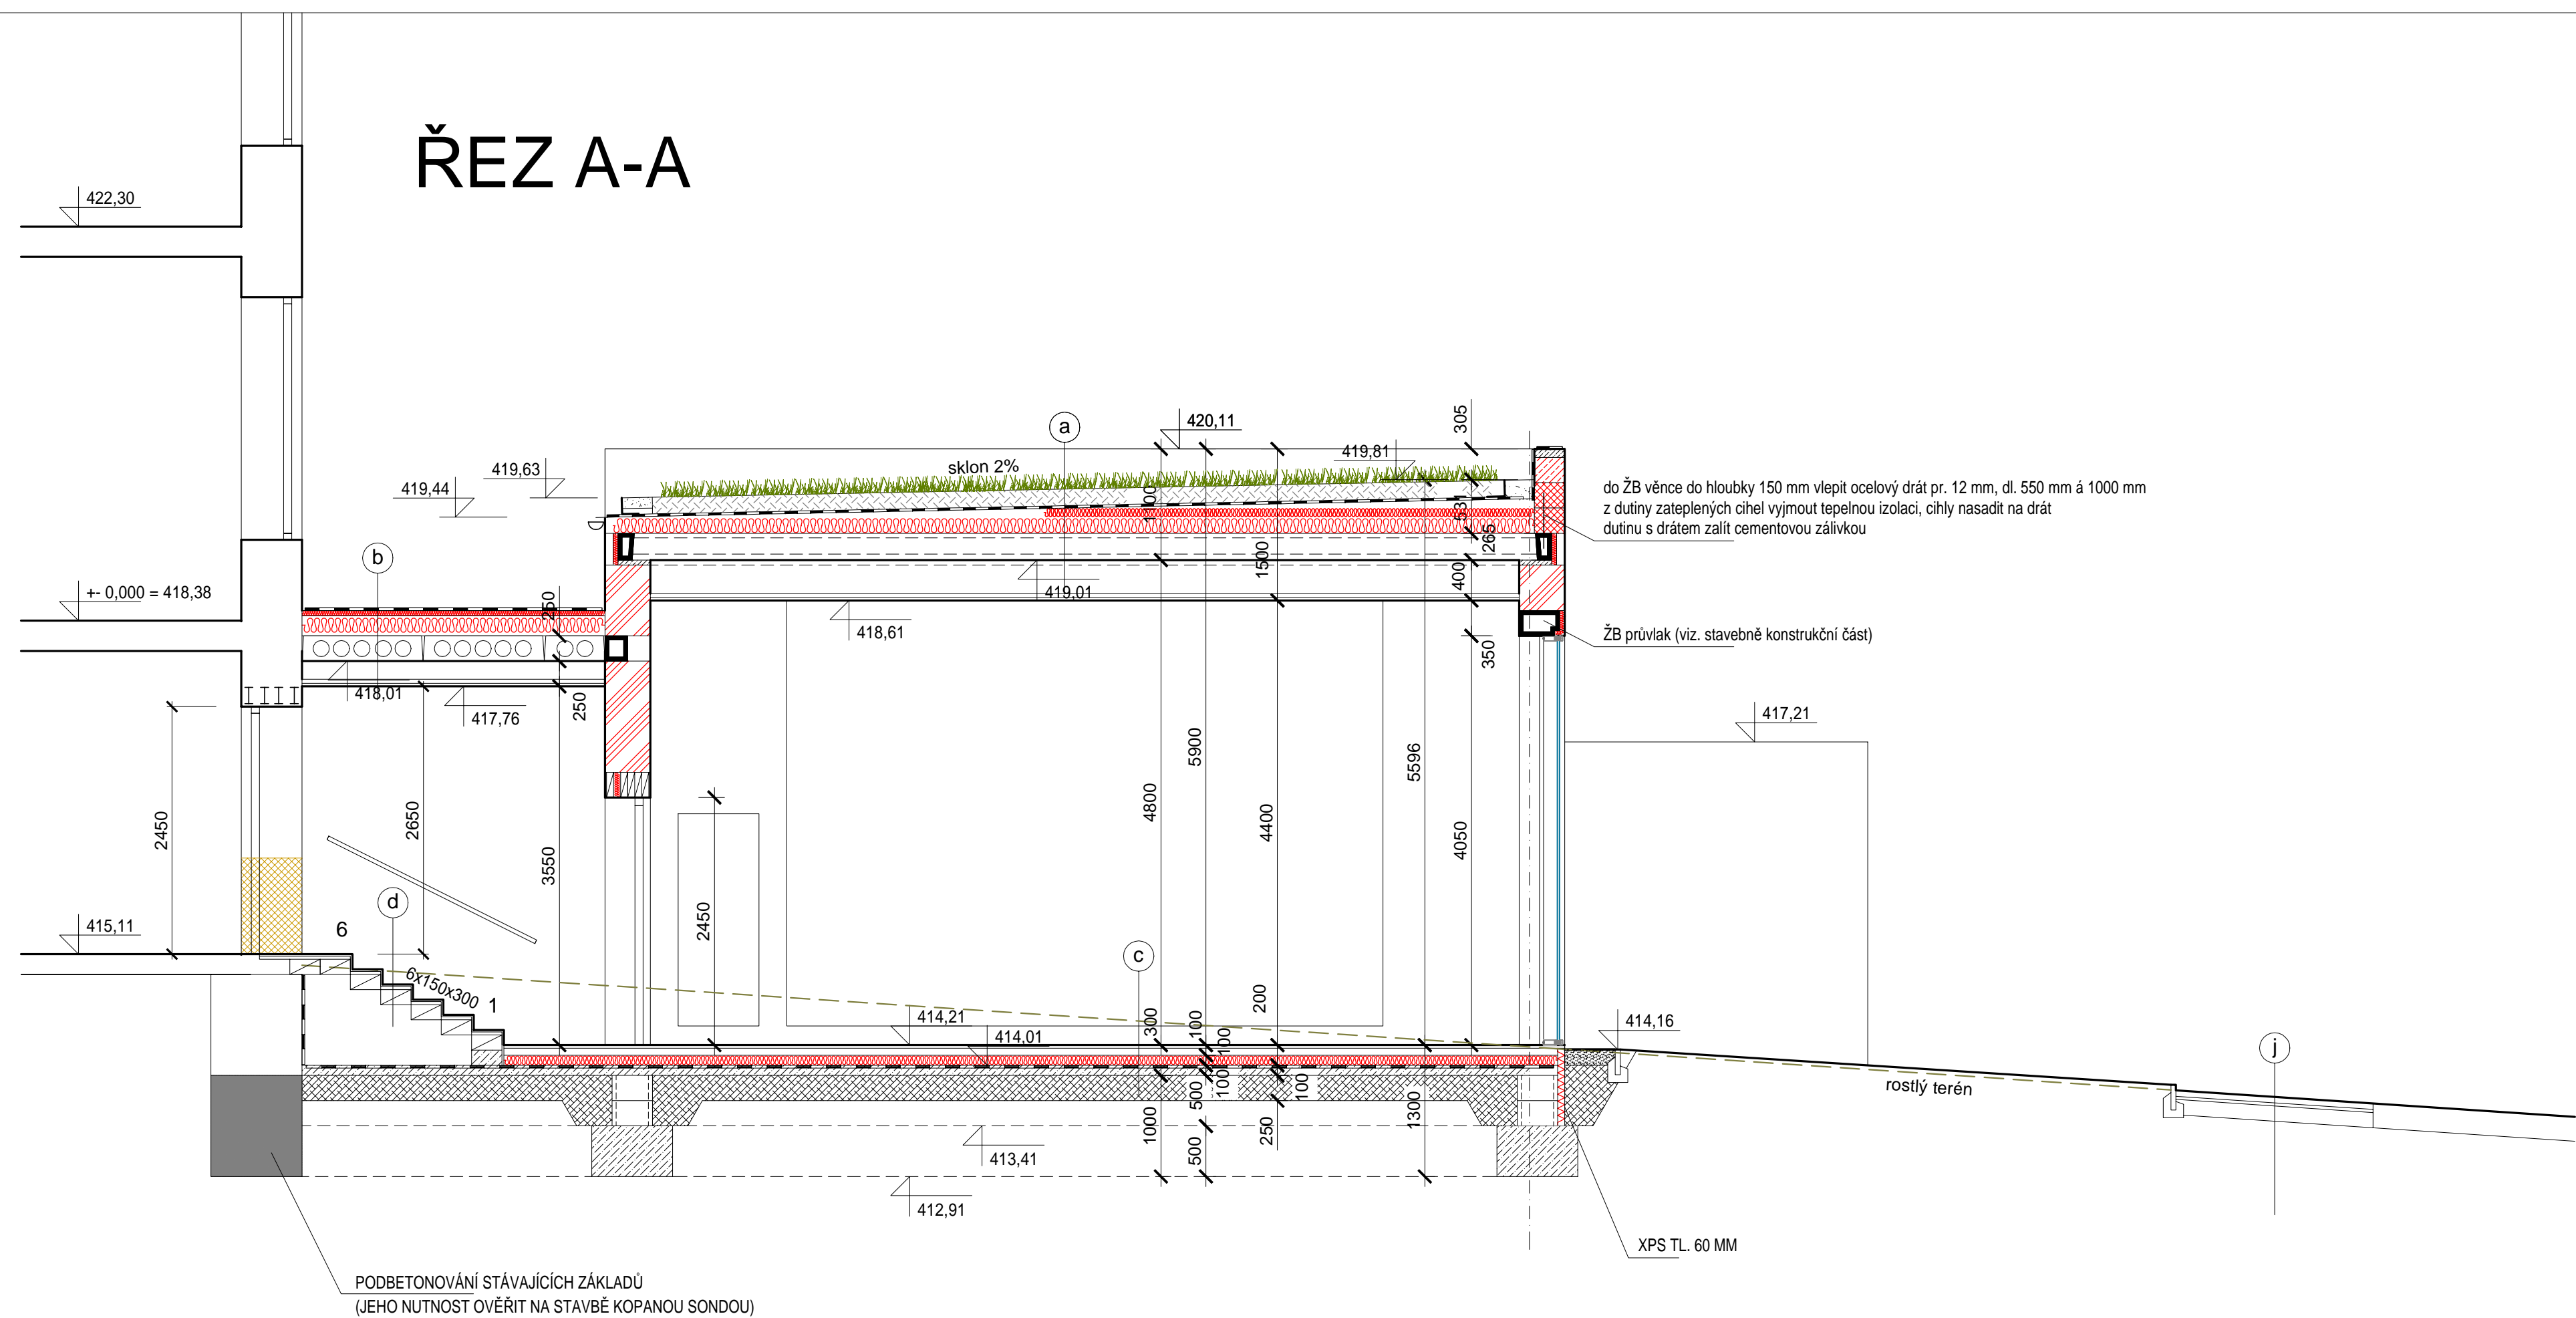 ŘEZ A-A
422,30
420,11
305
a
419,81
sklon 2%
419,63
419,44
do ŽB věnce do hloubky 150 mm vlepit ocelový drát pr. 12 mm, dl. 550 mm á 1000 mm
z dutiny zateplených cihel vyjmout tepelnou izolaci, cihly nasadit na drát
dutinu s drátem zalít cementovou zálivkou
1100
531
265
1500
400
b
+- 0,000 = 418,38
419,01
250
418,61
ŽB průvlak (viz. stavebně konstrukční část)
350
418,01
250
417,76
417,21
5900
5596
4800
4400
4050
2450
2650
3550
2450
d
415,11
6
c
6x150x300
1
200
414,21
300
100
414,16
414,01
100
j
rostlý terén
100
100
500
1000
250
1300
500
413,41
412,91
XPS TL. 60 MM
PODBETONOVÁNÍ STÁVAJÍCÍCH ZÁKLADŮ
(JEHO NUTNOST OVĚŘIT NA STAVBĚ KOPANOU SONDOU)